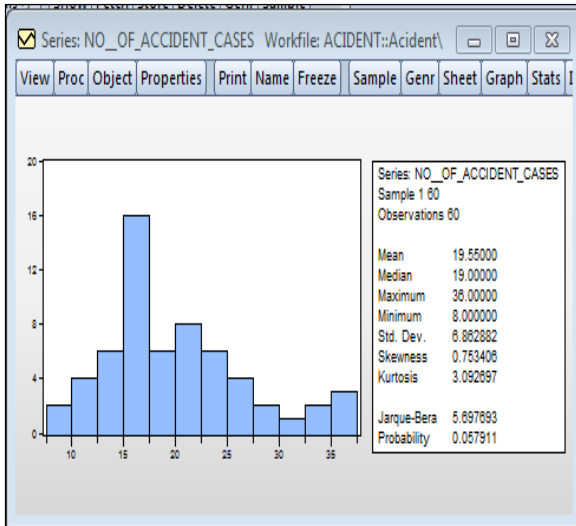 Series: NO__OF_ACCIDENT_CASES Workfile: ACIDENT::Acident\
View Proc Object Properties Print Name Freeze Sample Genr Sheet Graph Stats
20
16
12
8
4
0
10 15 20 25 30 35
Series: NO__OF_ACCIDENT_CASES
Sample 1 60
Observations 60
Mean 19.55000
Median 19.00000
Maximum 36.00000
Minimum 8.000000
Std. Dev. 6.862882
Skewness 0.753406
Kurtosis 3.092697
Jarque-Bera 5.697693
Probability 0.057911